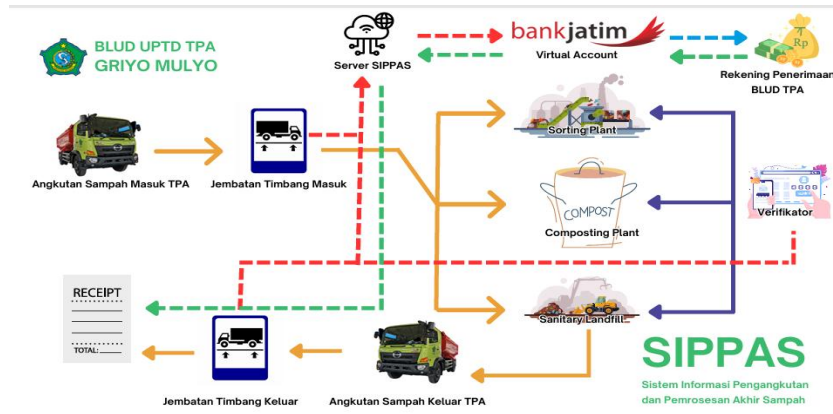 BLUD UPTD TPA
GRIYO MULYO
Server SIPPAS
bankjatim
Virtual Account
Rp
Rekening Penerimaan
BLUD TPA
Angkutan Sampah Masuk TPA
Jembatan Timbang Masuk
Sorting Plant
COMPOST
Composting Plant
Verifikator
RECEIPT
TOTAL:
Sanitary Landfill
Jembatan Timbang Keluar
Angkutan Sampah Keluar TPA
SIPPAS
Sistem Informasi Pengangkutan
dan Pemrosesan Akhir Sampah